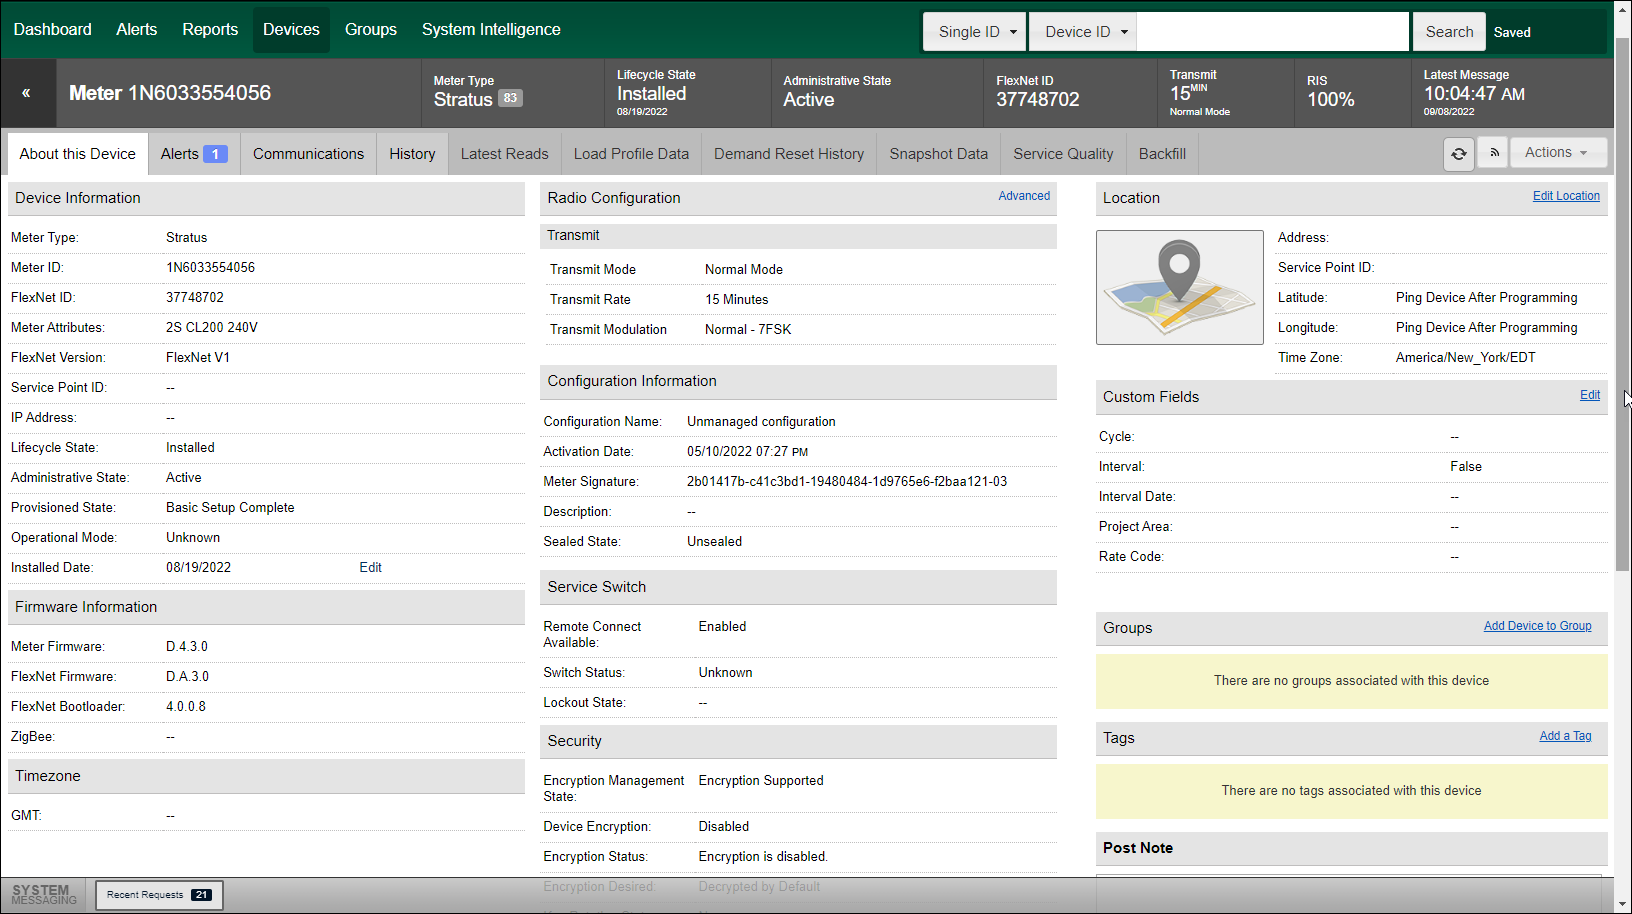 Dashboard Alerts Reports Devices Groups System Intelligence Single ID Device ID Search Saved
« Meter 1N6033554056
Meter Type
Stratus 83
Lifecycle State
Installed
08/19/2022
Administrative State
Active
FlexNet ID
37748702
Transmit
15MIN
Normal Mode
RIS
100%
Latest Message
10:04:47 AM
09/08/2022
About this Device Alerts 1 Communications History Latest Reads Load Profile Data Demand Reset History Snapshot Data Service Quality Backfill Actions
Device Information
Meter Type: Stratus
Meter ID: 1N6033554056
FlexNet ID: 37748702
Meter Attributes: 2S CL200 240V
FlexNet Version: FlexNet V1
Service Point ID: --
IP Address: --
Lifecycle State: Installed
Administrative State: Active
Provisioned State: Basic Setup Complete
Operational Mode: Unknown
Installed Date: 08/19/2022 Edit
Firmware Information
Meter Firmware: D.4.3.0
FlexNet Firmware: D.A.3.0
FlexNet Bootloader: 4.0.0.8
ZigBee: --
Timezone
GMT: --
Radio Configuration Advanced
Transmit
Transmit Mode Normal Mode
Transmit Rate 15 Minutes
Transmit Modulation Normal - 7FSK
Configuration Information
Configuration Name: Unmanaged configuration
Activation Date: 05/10/2022 07:27 PM
Meter Signature: 2b01417b-c41c3bd1-19480484-1d9765e6-f2baa121-03
Description: --
Sealed State: Unsealed
Service Switch
Remote Connect Enabled
Available:
Switch Status: Unknown
Lockout State: --
Security
Encryption Management Encryption Supported
State:
Device Encryption: Disabled
Encryption Status: Encryption is disabled.
Encryption Desired: Decrypted by Default
Location Edit Location
Address:
Service Point ID:
Latitude: Ping Device After Programming
Longitude: Ping Device After Programming
Time Zone: America/New_York/EDT
Custom Fields Edit
Cycle: --
Interval: False
Interval Date: --
Project Area: --
Rate Code: --
Groups Add Device to Group
There are no groups associated with this device
Tags Add a Tag
There are no tags associated with this device
Post Note
SYSTEM
MESSAGING
Recent Requests 21